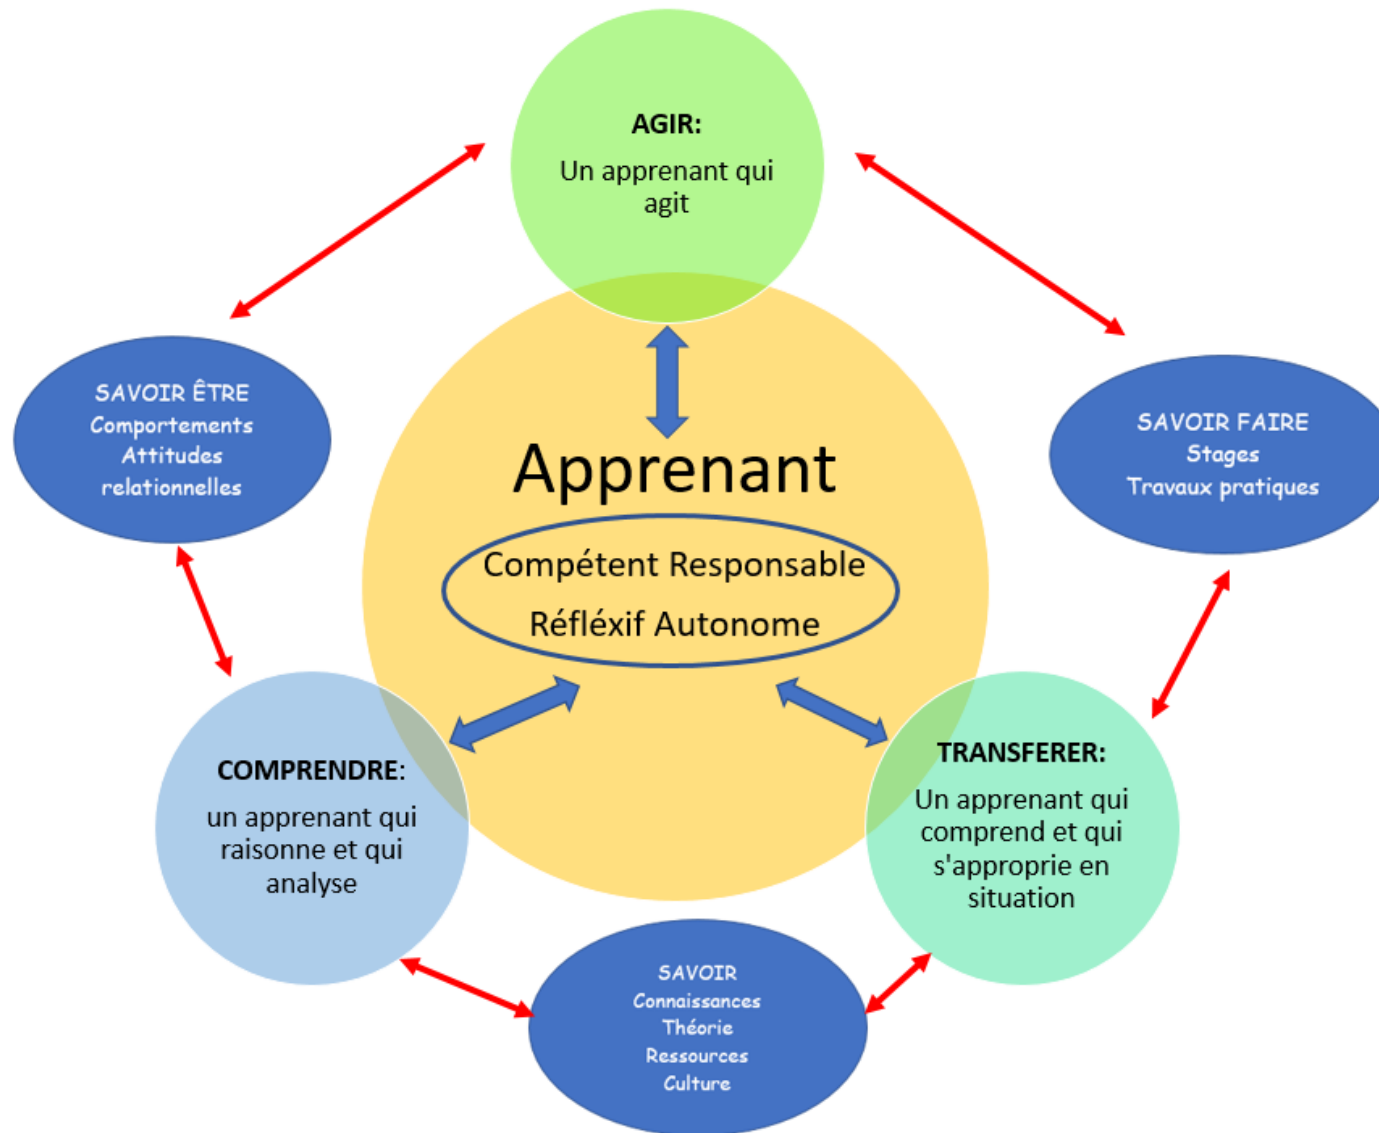 AGIR:
Un apprenant qui
agit
SAVOIR ÊTRE
Comportements
Attitudes
relationnelles
SAVOIR FAIRE
Stages
Travaux pratiques
Apprenant
Compétent Responsable
Réfléxif Autonome
COMPRENDRE:
un apprenant qui
raisonne et qui
analyse
TRANSFERER:
Un apprenant qui
comprend et qui
s'approprie en
situation
SAVOIR
Connaissances
Théorie
Ressources
Culture